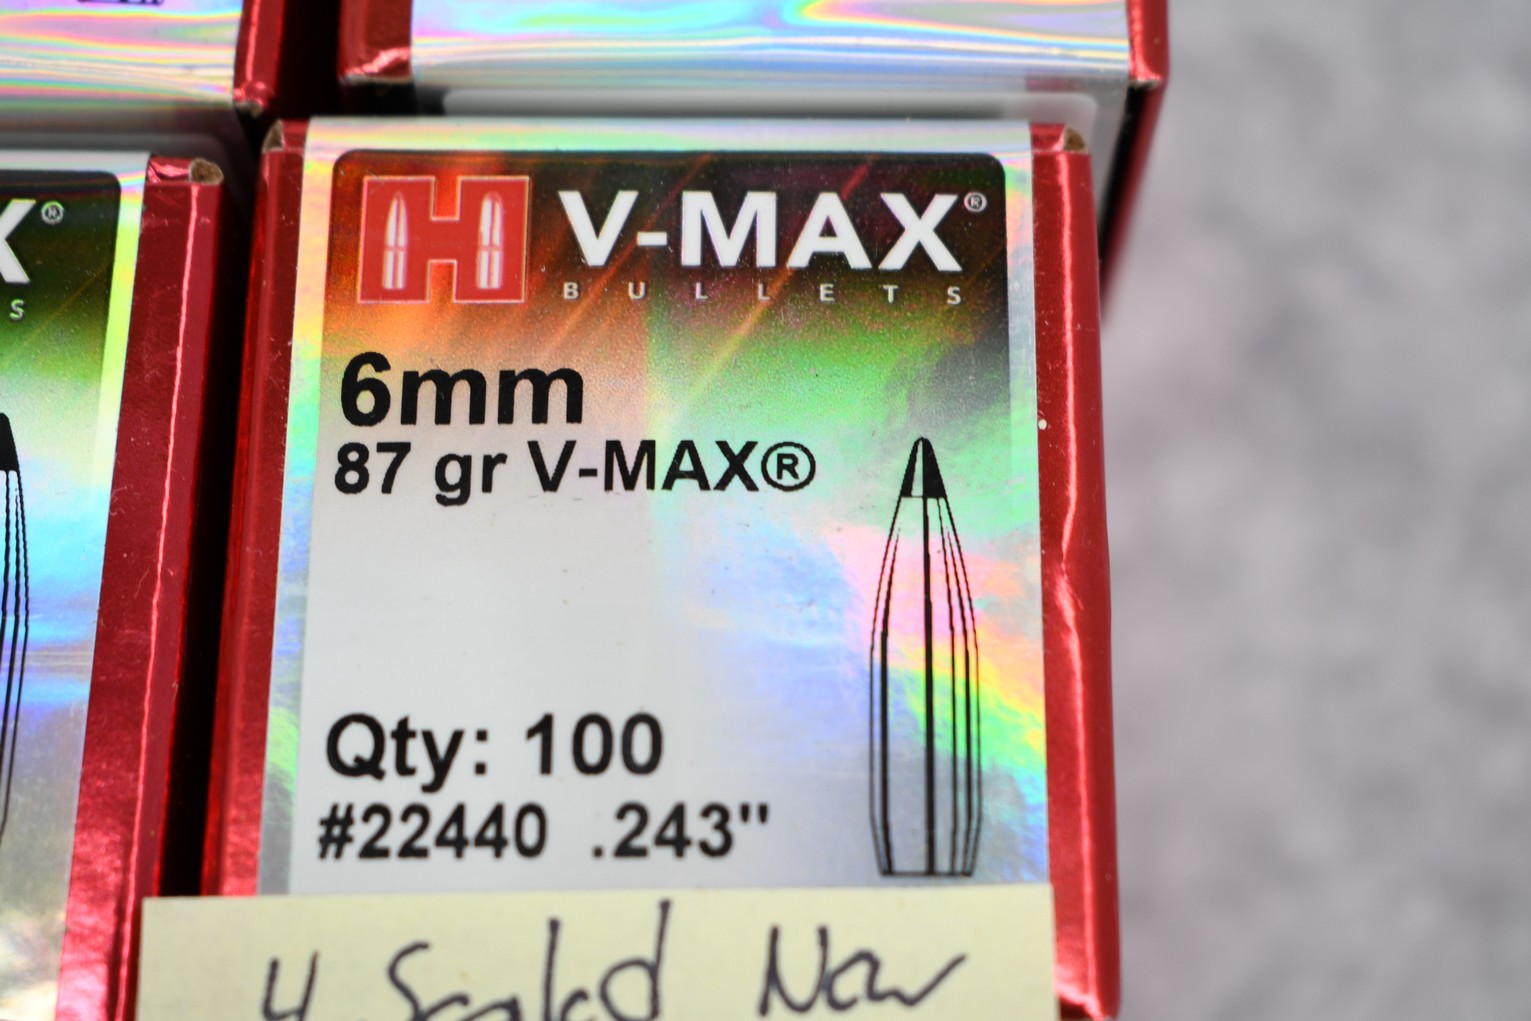 V-MAX®
BULLETS
6mm
87 gr V-MAX®
Qty: 100
#22440 .243"
4 Sealed New
X®
S